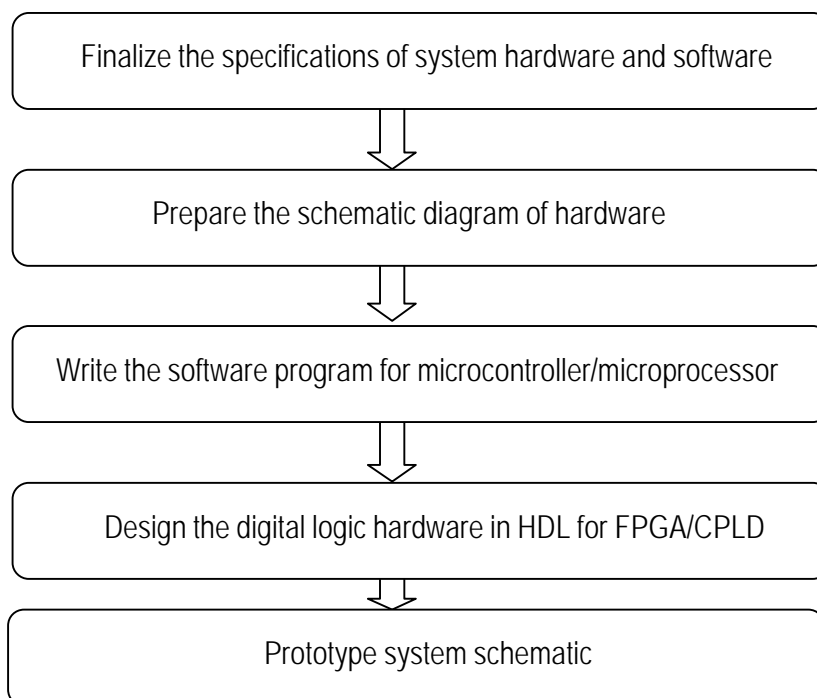 Finalize the specifications of system hardware and software
Prepare the schematic diagram of hardware
Write the software program for microcontroller/microprocessor
Design the digital logic hardware in HDL for FPGA/CPLD
Prototype system schematic